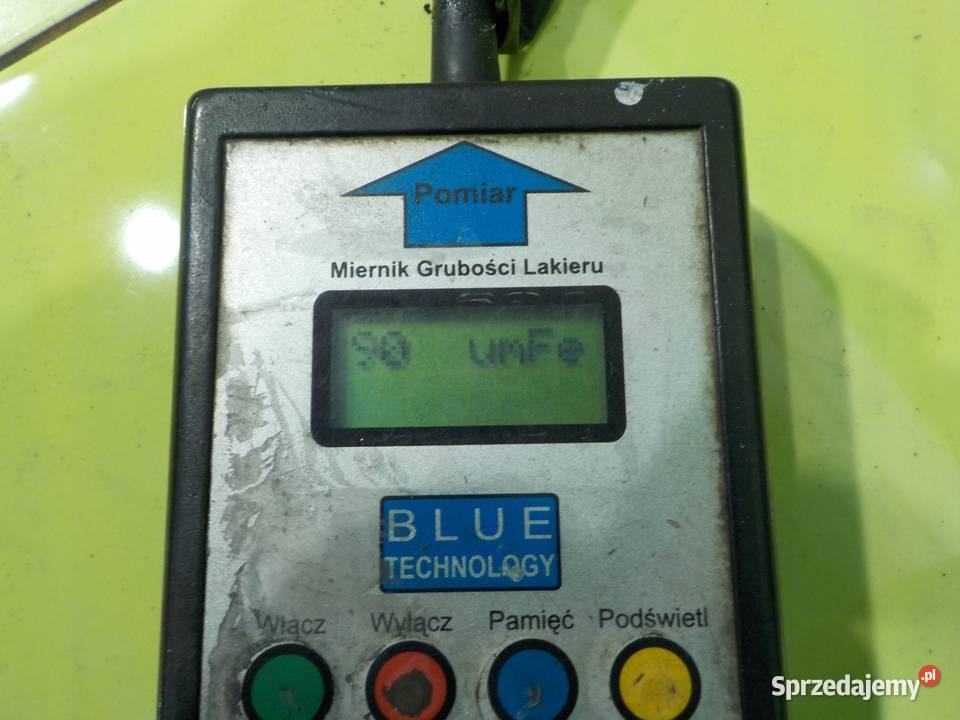 Pomiar
Miernik Grubości Lakieru
90 umFe
BLUE
TECHNOLOGY
Włącz Wyłącz Pamięć Podświetl
Sprzedajemy.pl